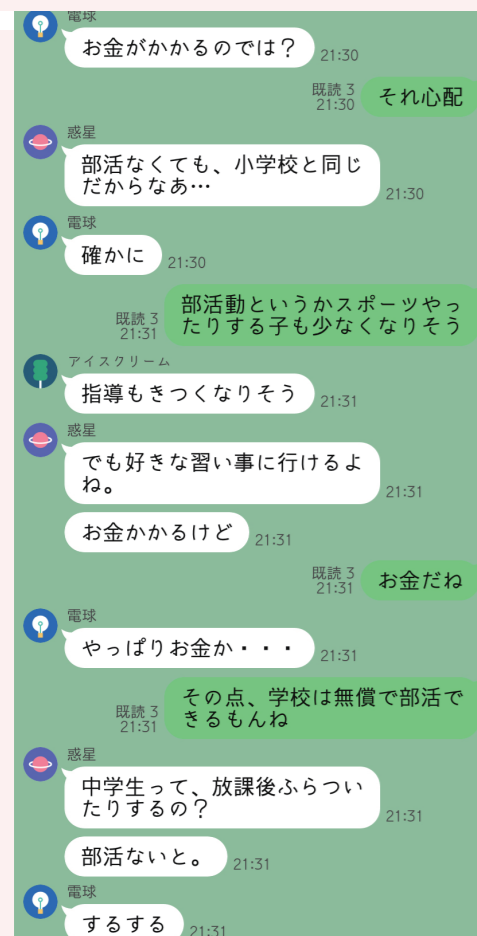 電球
お金がかかるのでは？
21:30
既読 3
21:30
それ心配
惑星
部活なくても、小学校と同じ
だからなあ…
21:30
電球
確かに
21:30
部活動というかスポーツやっ
たりする子も少なくなりそう
既読 3
21:31
アイスクリーム
指導もきつくなりそう
21:31
惑星
でも好きな習い事に行けるよ
ね。
21:31
お金かかるけど
21:31
既読 3
21:31
お金だね
電球
やっぱりお金か・・・
21:31
その点、学校は無償で部活で
きるもんね
既読 3
21:31
惑星
中学生って、放課後ふらつい
たりするの？
21:31
部活ないと。
21:31
電球
するする
21:31